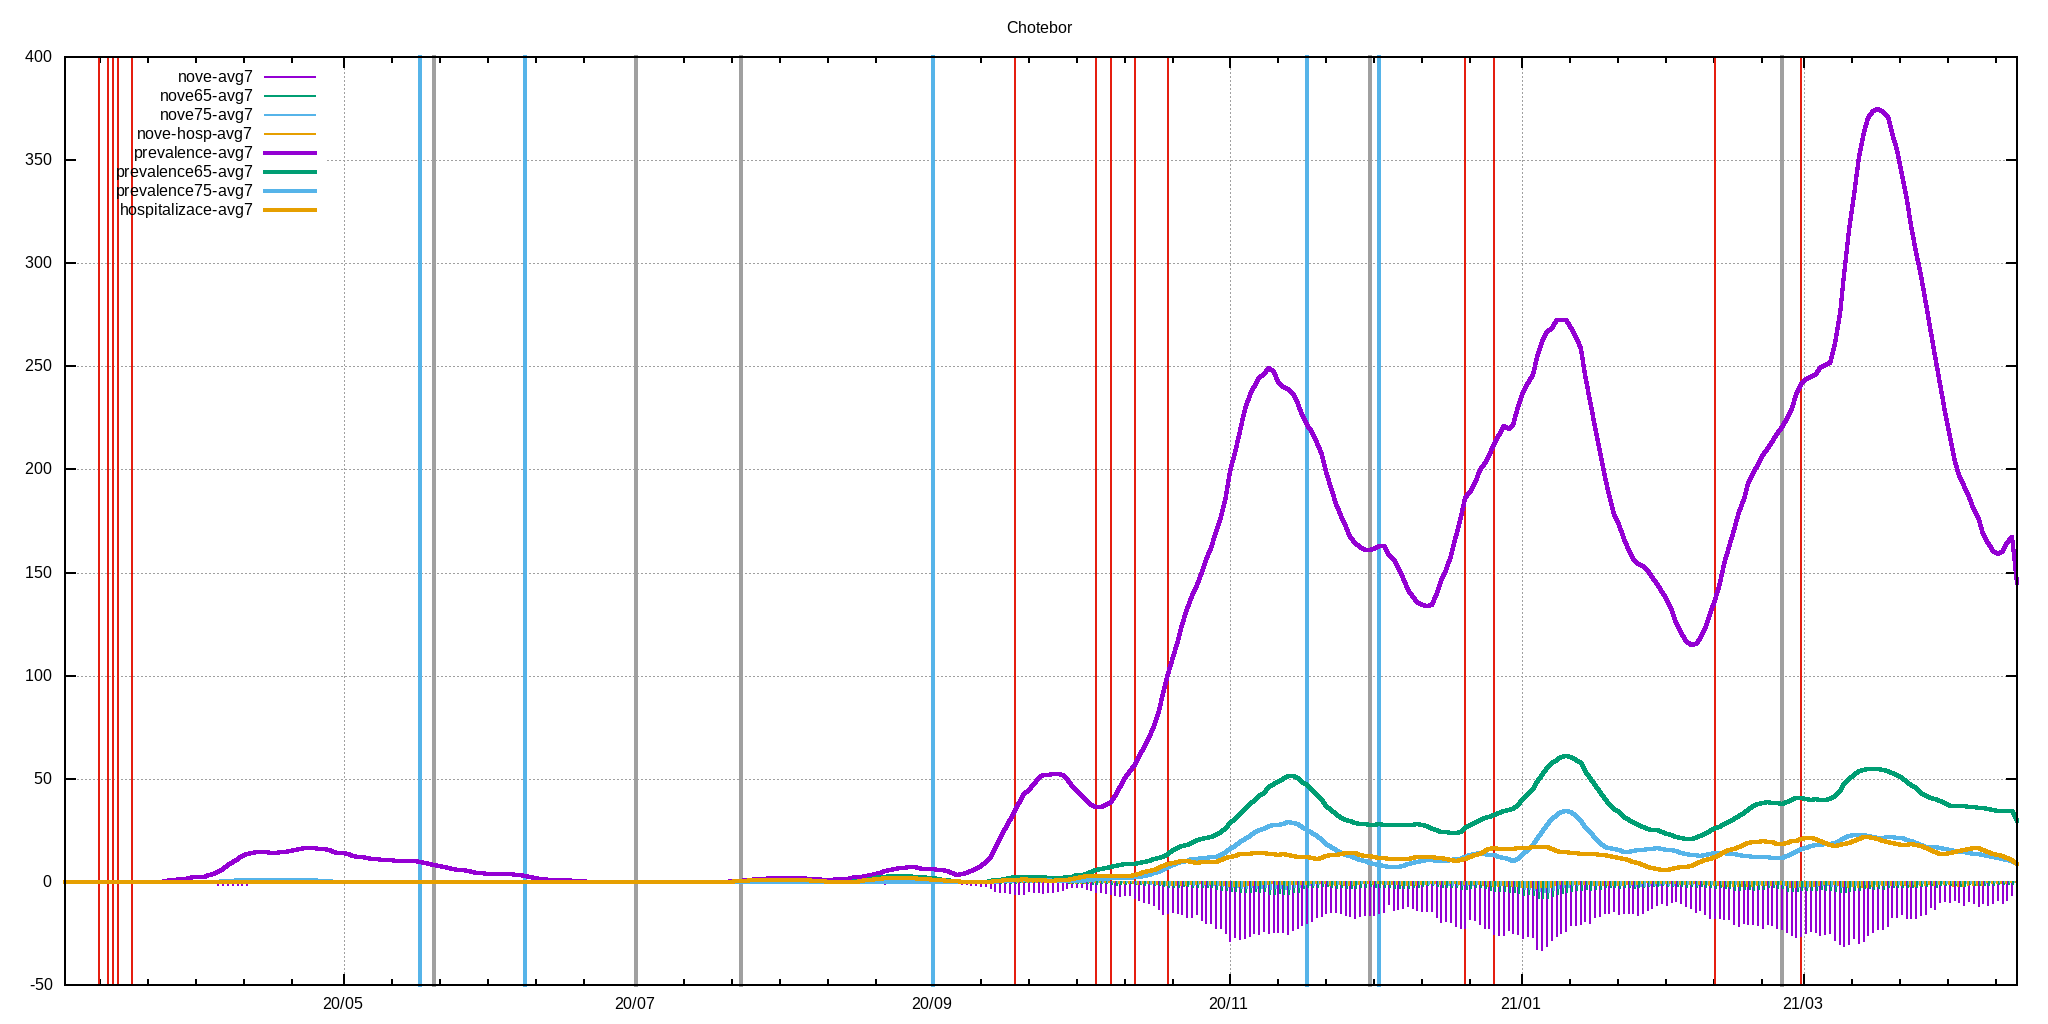 Chotebor
400
350
300
250
200
150
100
50
0
-50
nove-avg7
nove65-avg7
nove75-avg7
nove-hosp-avg7
prevalence-avg7
prevalence65-avg7
prevalence75-avg7
hospitalizace-avg7
20/05 20/07 20/09 20/11 21/01 21/03